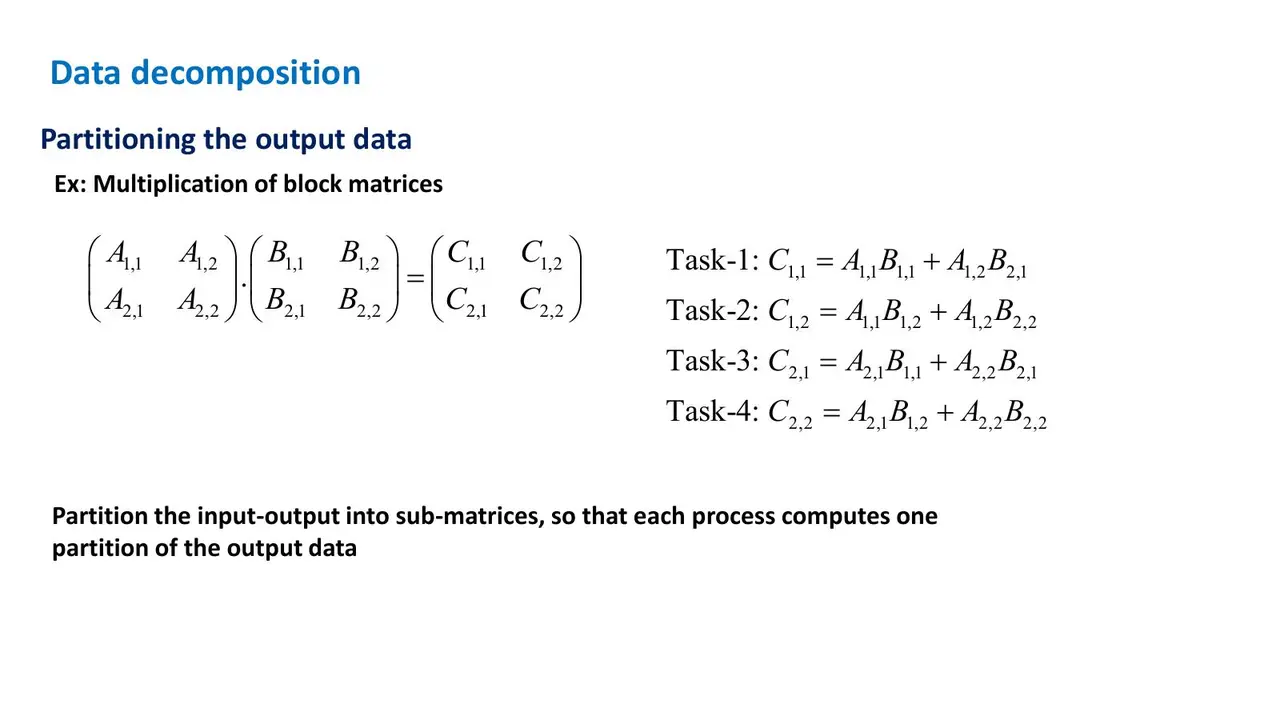 Data decomposition
Partitioning the output data
Ex: Multiplication of block matrices
( A1,1 A1,2 ) . ( B1,1 B1,2 ) = ( C1,1 C1,2 )
( A2,1 A2,2 ) ( B2,1 B2,2 ) ( C2,1 C2,2 )
Task-1: C1,1 = A1,1B1,1 + A1,2B2,1
Task-2: C1,2 = A1,1B1,2 + A1,2B2,2
Task-3: C2,1 = A2,1B1,1 + A2,2B2,1
Task-4: C2,2 = A2,1B1,2 + A2,2B2,2
Partition the input-output into sub-matrices, so that each process computes one
partition of the output data